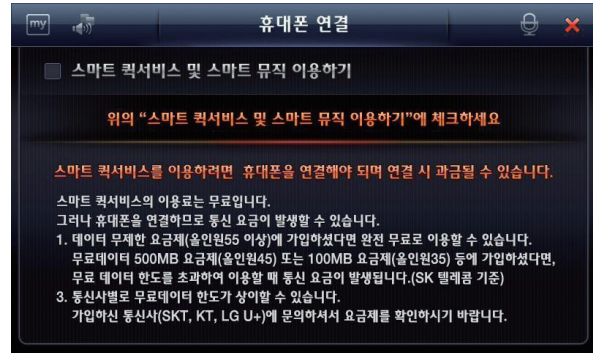 my
휴대폰 연결
스마트 퀵서비스 및 스마트 뮤직 이용하기
위의 “스마트 퀵서비스 및 스마트 뮤직 이용하기”에 체크하세요
스마트 퀵서비스를 이용하려면 휴대폰을 연결해야 되며 연결 시 과금될 수 있습니다.
스마트 퀵서비스의 이용료는 무료입니다.
그러나 휴대폰을 연결하므로 통신 요금이 발생할 수 있습니다.
1. 데이터 무제한 요금제(올인원55 이상)에 가입하셨다면 완전 무료로 이용할 수 있습니다.
무료데이터 500MB 요금제(올인원45) 또는 100MB 요금제(올인원35) 등에 가입하셨다면,
무료 데이터 한도를 초과하여 이용할 때 통신 요금이 발생됩니다.(SK 텔레콤 기준)
3. 통신사별로 무료데이터 한도가 상이할 수 있습니다.
가입하신 통신사(SKT, KT, LG U+)에 문의하셔서 요금제를 확인하시기 바랍니다.